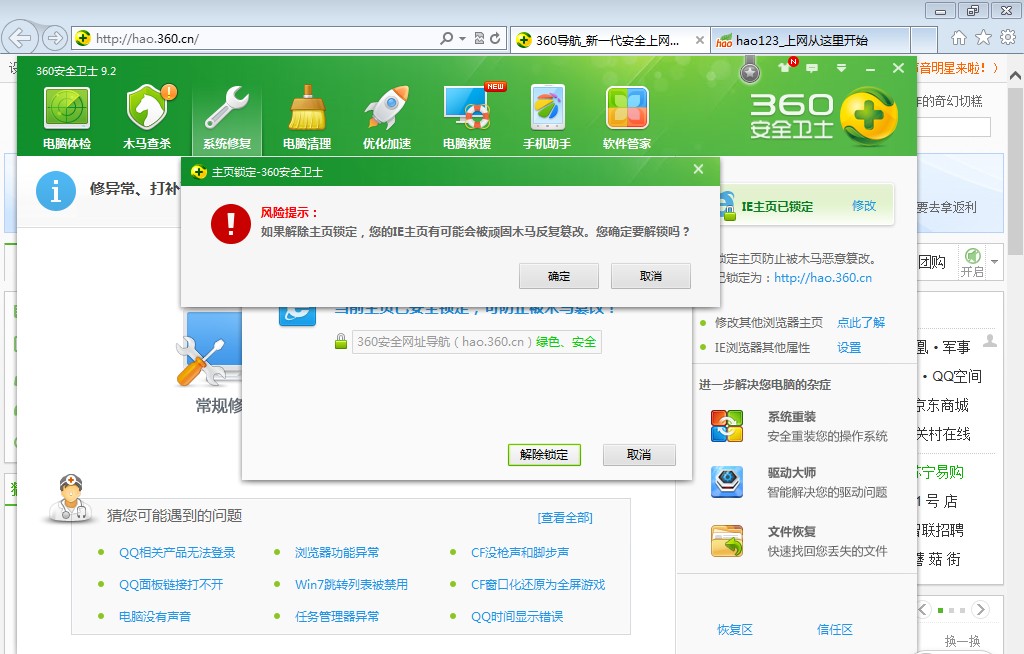 http://hao.360.cn/
360导航_新一代安全上网...
hao123_上网从这里开始
360安全卫士 9.2
声音明星来啦！
电脑体检
木马查杀
系统修复
电脑清理
优化加速
NEW
电脑救援
手机助手
软件管家
N
360
安全卫士
的奇幻切糕
修异常、打补
主页锁定-360安全卫士
风险提示：
如果解除主页锁定，您的IE主页有可能会被顽固木马反复篡改。您确定要解锁吗？
确定
取消
IE主页已锁定
修改
要去拿返利
定主页防止被木马恶意篡改。
已锁定为：http://hao.360.cn
团购
开启
当前主页已安全锁定，可防止被木马篡改！
360安全网址导航（hao.360.cn）绿色、安全
修改其他浏览器主页 点此了解
IE浏览器其他属性 设置
凰・军事
・QQ空间
京东商城
关村在线
常规修
解除锁定
取消
进一步解决您电脑的杂症
系统重装
安全重装您的操作系统
驱动大师
智能解决您的驱动问题
文件恢复
快速找回您丢失的文件
苏宁易购
1 号 店
智联招聘
蘑 菇 街
猜您可能遇到的问题
[查看全部]
QQ相关产品无法登录
浏览器功能异常
CF没枪声和脚步声
QQ面板链接打不开
Win7跳转列表被禁用
CF窗口化还原为全屏游戏
电脑没有声音
任务管理器异常
QQ时间显示错误
恢复区
信任区
换一换